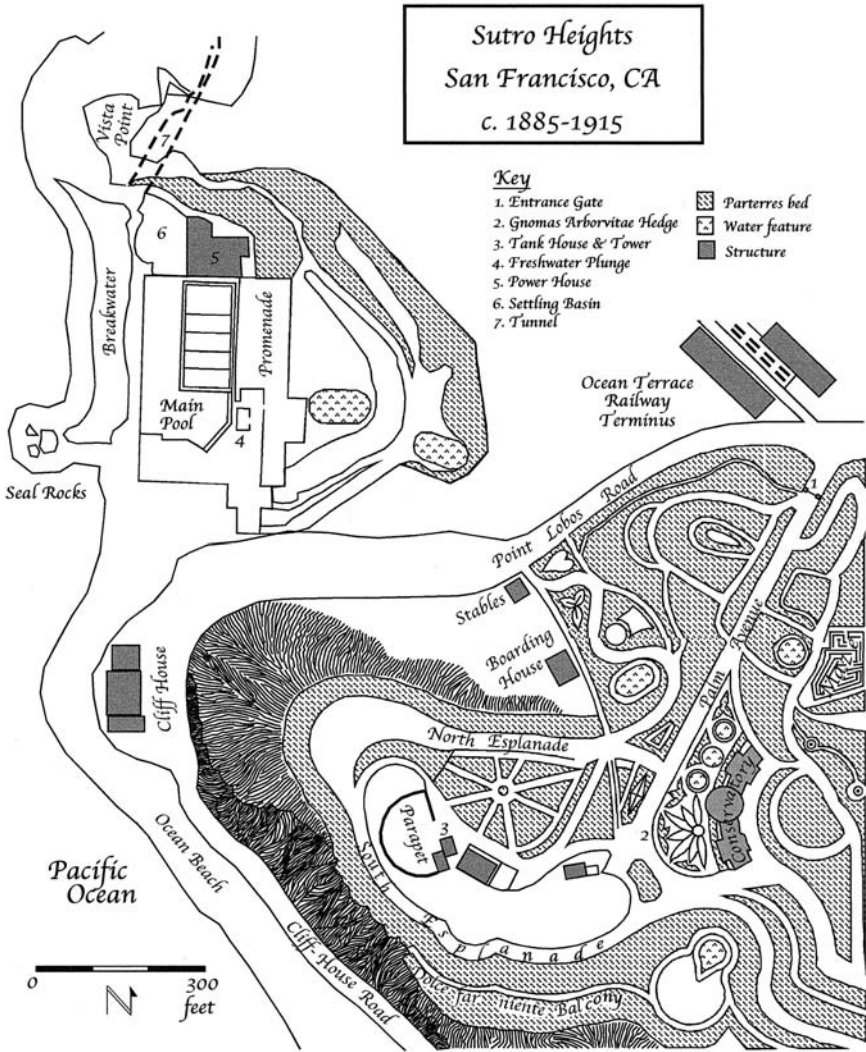 Sutro Heights
San Francisco, CA
c. 1885-1915
Key
1. Entrance Gate
2. Gnomas Arborvitae Hedge
3. Tank House & Tower
4. Freshwater Plunge
5. Power House
6. Settling Basin
7. Tunnel
Parterres bed
Water feature
Structure
Vista
Point
7
6
5
Breakwater
Promenade
Main
Pool
4
Seal Rocks
Ocean Terrace
Railway
Terminus
1
Point Lobos Road
Stables
Boarding
House
Palm Avenue
Cliff House
North Esplanade
Conservatory
Parapet
3
2
South Esplanade
Ocean Beach
Pacific
Ocean
Cliff-House Road
Dolce far Niente Balcony
0
300
feet
N